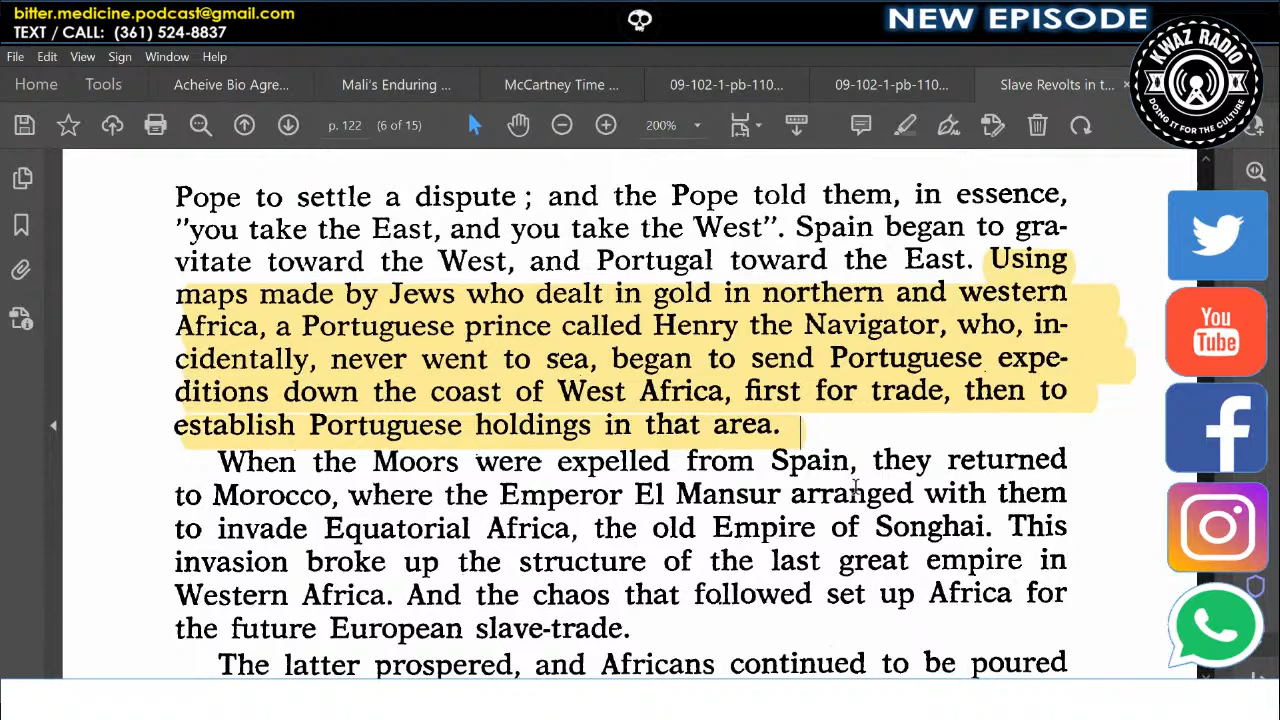 bitter.medicine.podcast@gmail.com
TEXT / CALL: (361) 524-8837
NEW EPISODE
KWAZ RADIO
DOING IT FOR THE CULTURE
File Edit View Sign Window Help
Home Tools Acheive Bio Agre... Mali's Enduring ... McCartney Time ... 09-102-1-pb-110... 09-102-1-pb-110... Slave Revolts in t...
p. 122 (6 of 15) 200%
Pope to settle a dispute ; and the Pope told them, in essence,
"you take the East, and you take the West". Spain began to gra-
vitate toward the West, and Portugal toward the East. Using
maps made by Jews who dealt in gold in northern and western
Africa, a Portuguese prince called Henry the Navigator, who, in-
cidentally, never went to sea, began to send Portuguese expe-
ditions down the coast of West Africa, first for trade, then to
establish Portuguese holdings in that area.
When the Moors were expelled from Spain, they returned
to Morocco, where the Emperor El Mansur arranged with them
to invade Equatorial Africa, the old Empire of Songhai. This
invasion broke up the structure of the last great empire in
Western Africa. And the chaos that followed set up Africa for
the future European slave-trade.
The latter prospered, and Africans continued to be poured
You
Tube